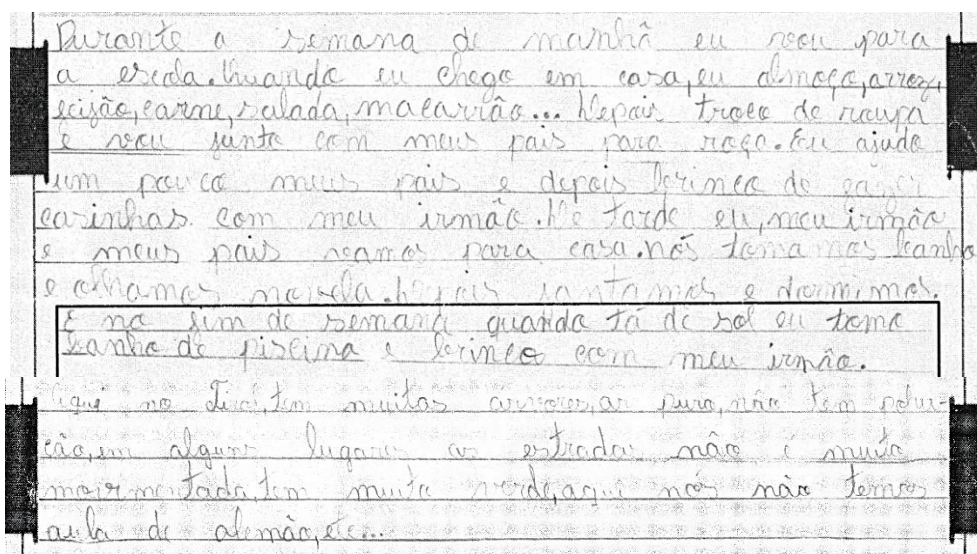 Durante a semana de manhã eu vou para
a escola. Quando eu chego em casa, eu almoço, arroz,
feijão, carne, salada, macarrão... Depois troco de roupa
e vou junto com meus pais para roça. Eu ajudo
um pouco meus pais e depois brinco de fazer
casinhas com meu irmão. De tarde eu, meu irmão
e meus pais vamos para casa. nós tomamos banho
e olhamos novela. Depois jantamos e dormimos.
E no fim de semana quando tá de sol eu tomo
banho de piscina e brinco com meu irmão.
no tem muitas arvores, ar puro, não tem polui-
ção, em alguns lugares as estradas não é muito
movimentada, tem muito verde, aqui nós não temos
aula de alemão, etc...